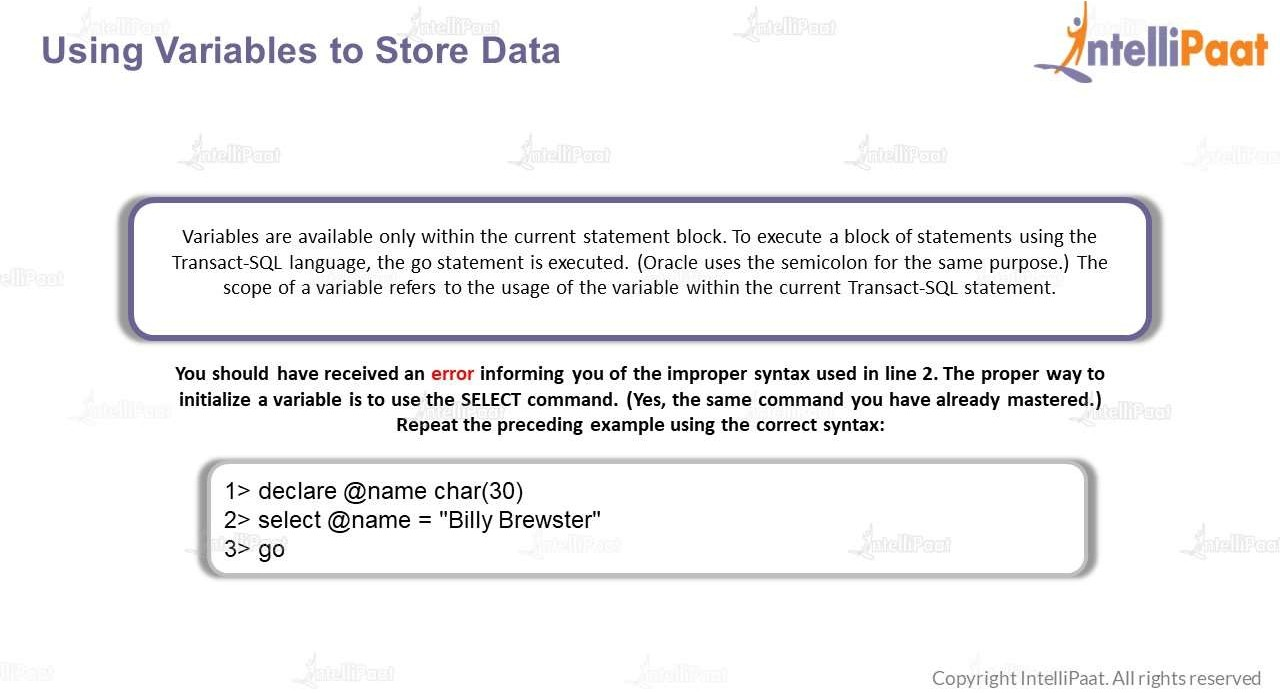 Using Variables to Store Data
IntelliPaat
Variables are available only within the current statement block. To execute a block of statements using the
Transact-SQL language, the go statement is executed. (Oracle uses the semicolon for the same purpose.) The
scope of a variable refers to the usage of the variable within the current Transact-SQL statement.
You should have received an error informing you of the improper syntax used in line 2. The proper way to
initialize a variable is to use the SELECT command. (Yes, the same command you have already mastered.)
Repeat the preceding example using the correct syntax:
1> declare @name char(30)
2> select @name = "Billy Brewster"
3> go
Copyright IntelliPaat. All rights reserved